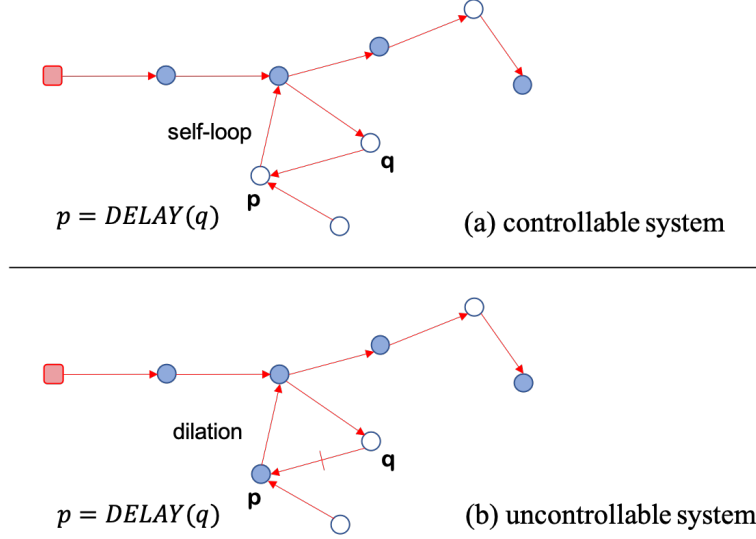 self-loop
q
p
p = DELAY(q)
(a) controllable system
dilation
q
p
p = DELAY(q)
(b) uncontrollable system